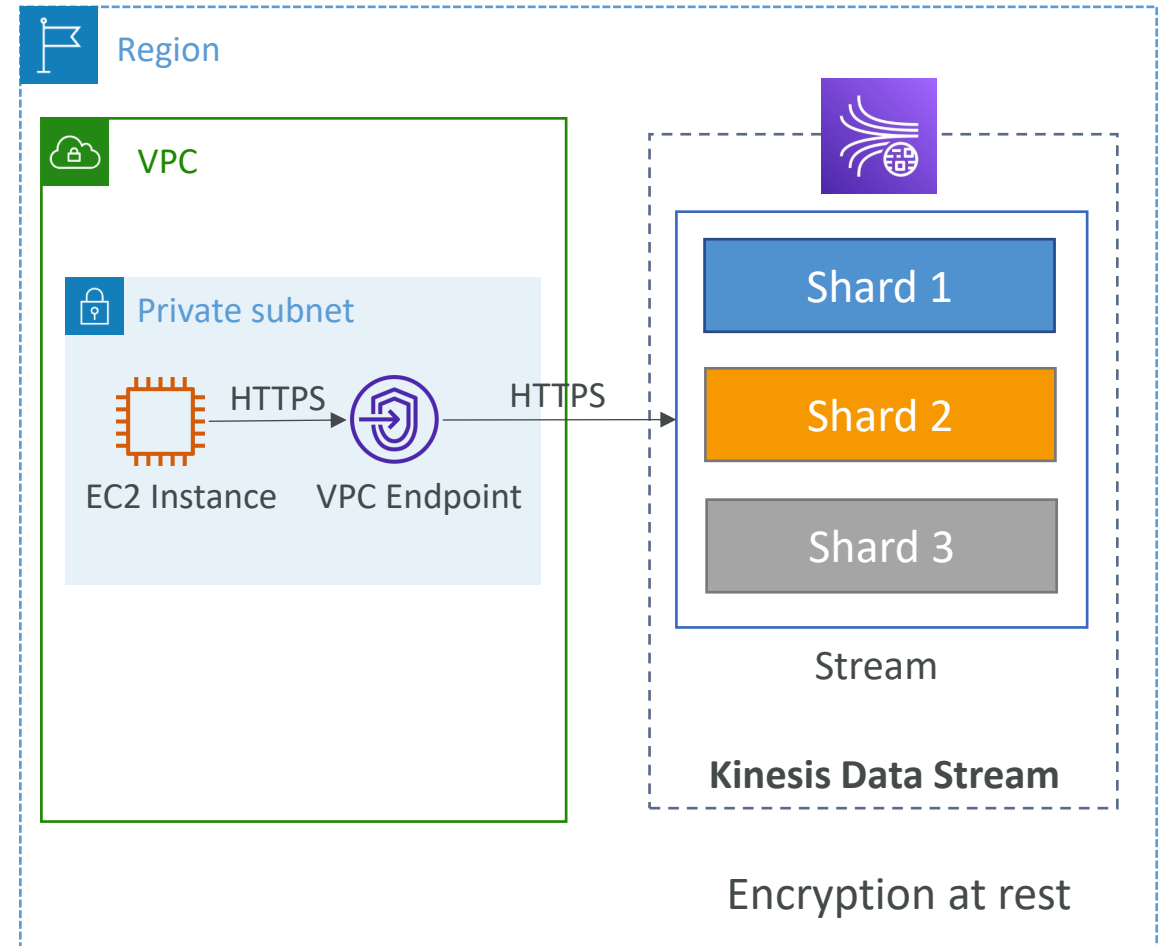 Region
VPC
Private subnet
HTTPS
HTTPS
EC2 Instance
VPC Endpoint
Shard 1
Shard 2
Shard 3
Stream
Kinesis Data Stream
Encryption at rest